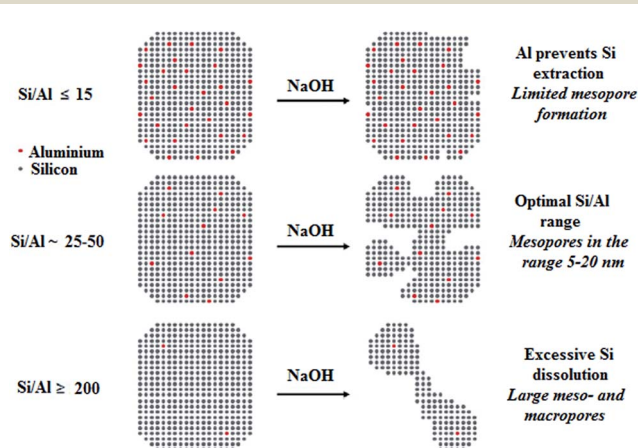 Si/Al ≤ 15
NaOH
Al prevents Si
extraction
Limited mesopore
formation
• Aluminium
• Silicon
Si/Al ~ 25-50
NaOH
Optimal Si/Al
range
Mesopores in the
range 5-20 nm
Si/Al ≥ 200
NaOH
Excessive Si
dissolution
Large meso- and
macropores